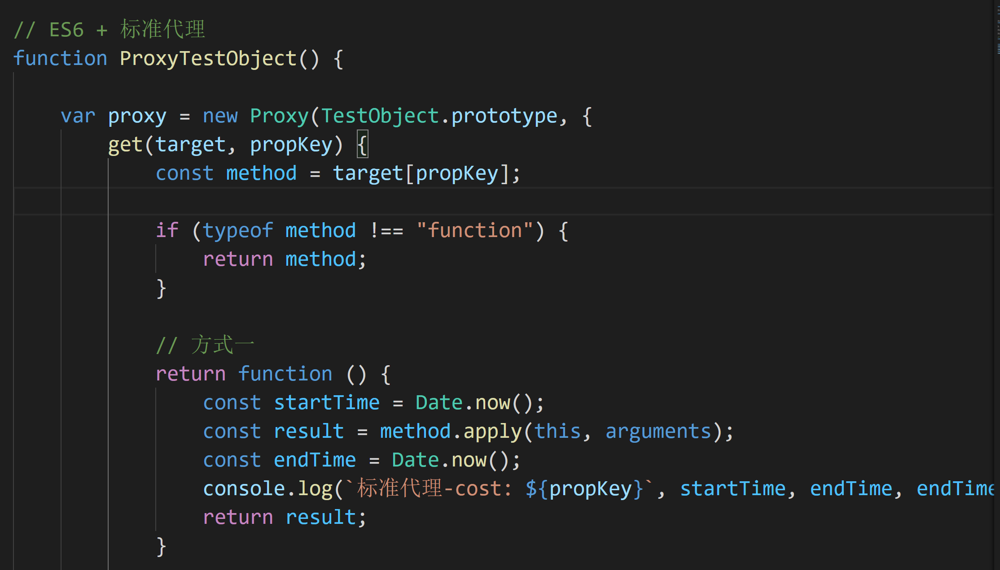 // ES6 + 标准代理
function ProxyTestObject() {
var proxy = new Proxy(TestObject.prototype, {
get(target, propKey) {
const method = target[propKey];
if (typeof method !== "function") {
return method;
}
// 方式一
return function () {
const startTime = Date.now();
const result = method.apply(this, arguments);
const endTime = Date.now();
console.log(`标准代理-cost: ${propKey}`, startTime, endTime, endTime
return result;
}